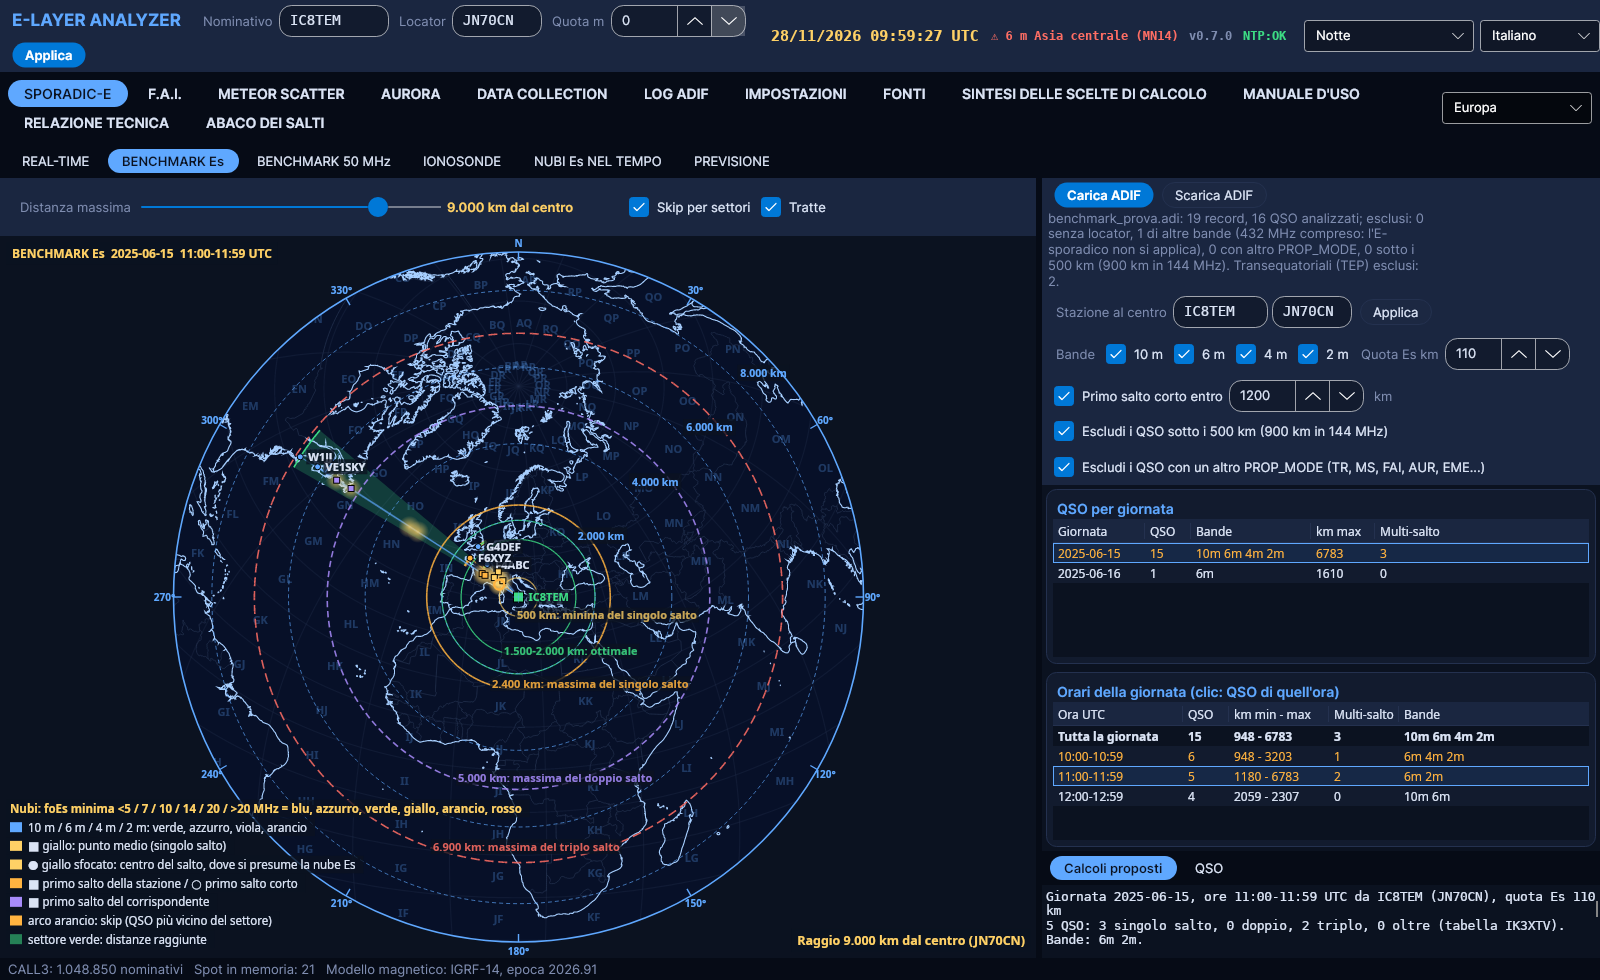 E-LAYER ANALYZER
Nominativo IC8TEM Locator JN70CN Quota m 0
Applica
28/11/2026 09:59:27 UTC ⚠ 6 m Asia centrale (MN14) v0.7.0 NTP:OK Notte Italiano
SPORADIC-E F.A.I. METEOR SCATTER AURORA DATA COLLECTION LOG ADIF IMPOSTAZIONI FONTI SINTESI DELLE SCELTE DI CALCOLO MANUALE D'USO
RELAZIONE TECNICA ABACO DEI SALTI
Europa
REAL-TIME BENCHMARK Es BENCHMARK 50 MHz IONOSONDE NUBI Es NEL TEMPO PREVISIONE
Distanza massima 9.000 km dal centro Skip per settori Tratte
BENCHMARK Es 2025-06-15 11:00-11:59 UTC
N
330°
30°
300°
60°
270°
90°
240°
120°
210°
150°
180°
8.000 km
6.000 km
4.000 km
2.000 km
VE1SKY
G4DEF
F6XYZ
IC8TEM
500 km: minima del singolo salto
1.500-2.000 km: ottimale
2.400 km: massima del singolo salto
5.000 km: massima del doppio salto
6.900 km: massima del triplo salto
Nubi: foEs minima <5 / 7 / 10 / 14 / 20 / >20 MHz = blu, azzurro, verde, giallo, arancio, rosso
10 m / 6 m / 4 m / 2 m: verde, azzurro, viola, arancio
giallo: punto medio (singolo salto)
giallo sfocato: centro del salto, dove si presume la nube Es
primo salto della stazione / ○ primo salto corto
primo salto del corrispondente
arco arancio: skip (QSO più vicino del settore)
settore verde: distanze raggiunte
Raggio 9.000 km dal centro (JN70CN)
CALL3: 1.048.850 nominativi Spot in memoria: 21 Modello magnetico: IGRF-14, epoca 2026.91
Carica ADIF Scarica ADIF
benchmark_prova.adi: 19 record, 16 QSO analizzati; esclusi: 0
senza locator, 1 di altre bande (432 MHz compreso: l'E-
sporadico non si applica), 0 con altro PROP_MODE, 0 sotto i
500 km (900 km in 144 MHz). Transequatoriali (TEP) esclusi:
2.
Stazione al centro IC8TEM JN70CN Applica
Bande 10 m 6 m 4 m 2 m Quota Es km 110
Primo salto corto entro 1200 km
Escludi i QSO sotto i 500 km (900 km in 144 MHz)
Escludi i QSO con un altro PROP_MODE (TR, MS, FAI, AUR, EME...)
QSO per giornata
Giornata QSO Bande km max Multi-salto
2025-06-15 15 10m 6m 4m 2m 6783 3
2025-06-16 1 6m 1610 0
Orari della giornata (clic: QSO di quell'ora)
Ora UTC QSO km min - max Multi-salto Bande
Tutta la giornata 15 948 - 6783 3 10m 6m 4m 2m
10:00-10:59 6 948 - 3203 1 6m 4m 2m
11:00-11:59 5 1180 - 6783 2 6m 2m
12:00-12:59 4 2059 - 2307 0 10m 6m
Calcoli proposti QSO
Giornata 2025-06-15, ore 11:00-11:59 UTC da IC8TEM (JN70CN), quota Es 110
km
5 QSO: 3 singolo salto, 0 doppio, 2 triplo, 0 oltre (tabella IK3XTV).
Bande: 6m 2m.